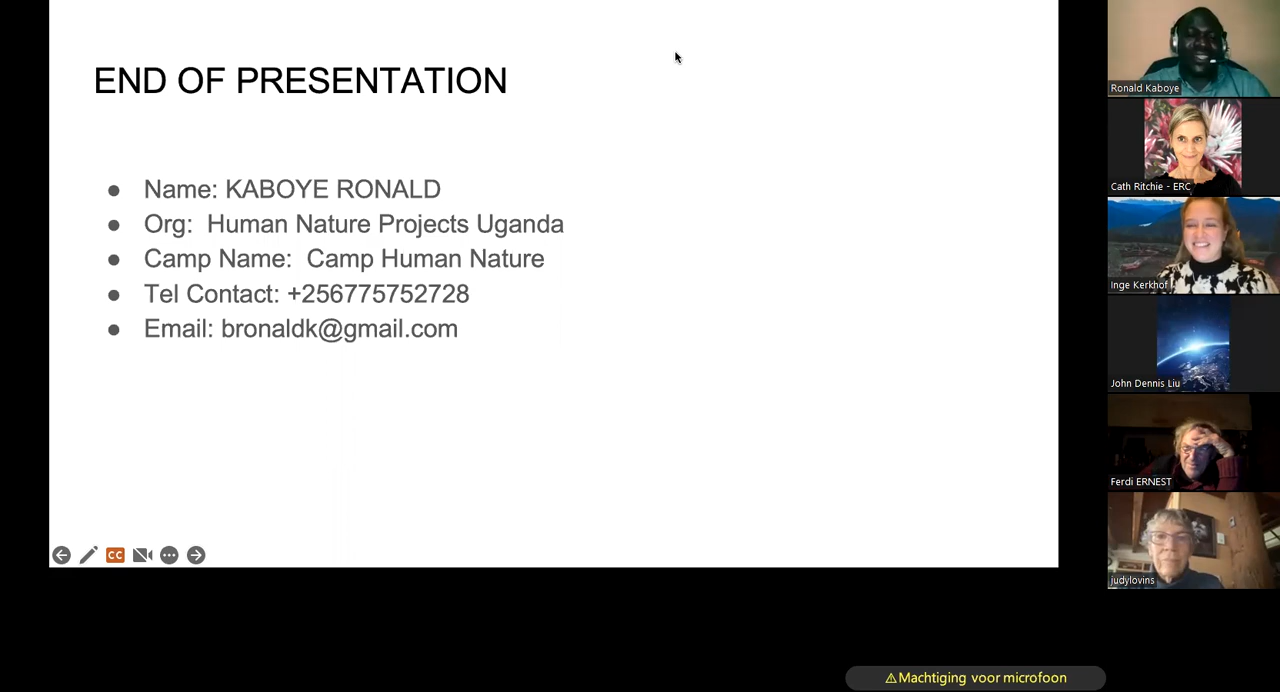 END OF PRESENTATION
● Name: KABOYE RONALD
● Org: Human Nature Projects Uganda
● Camp Name: Camp Human Nature
● Tel Contact: +256775752728
● Email: bronaldk@gmail.com
CC
Ronald Kaboye
Cath Ritchie - ERC
Inge Kerkhof
John Dennis Liu
Ferdi ERNEST
judylovins
⚠Machtiging voor microfoon